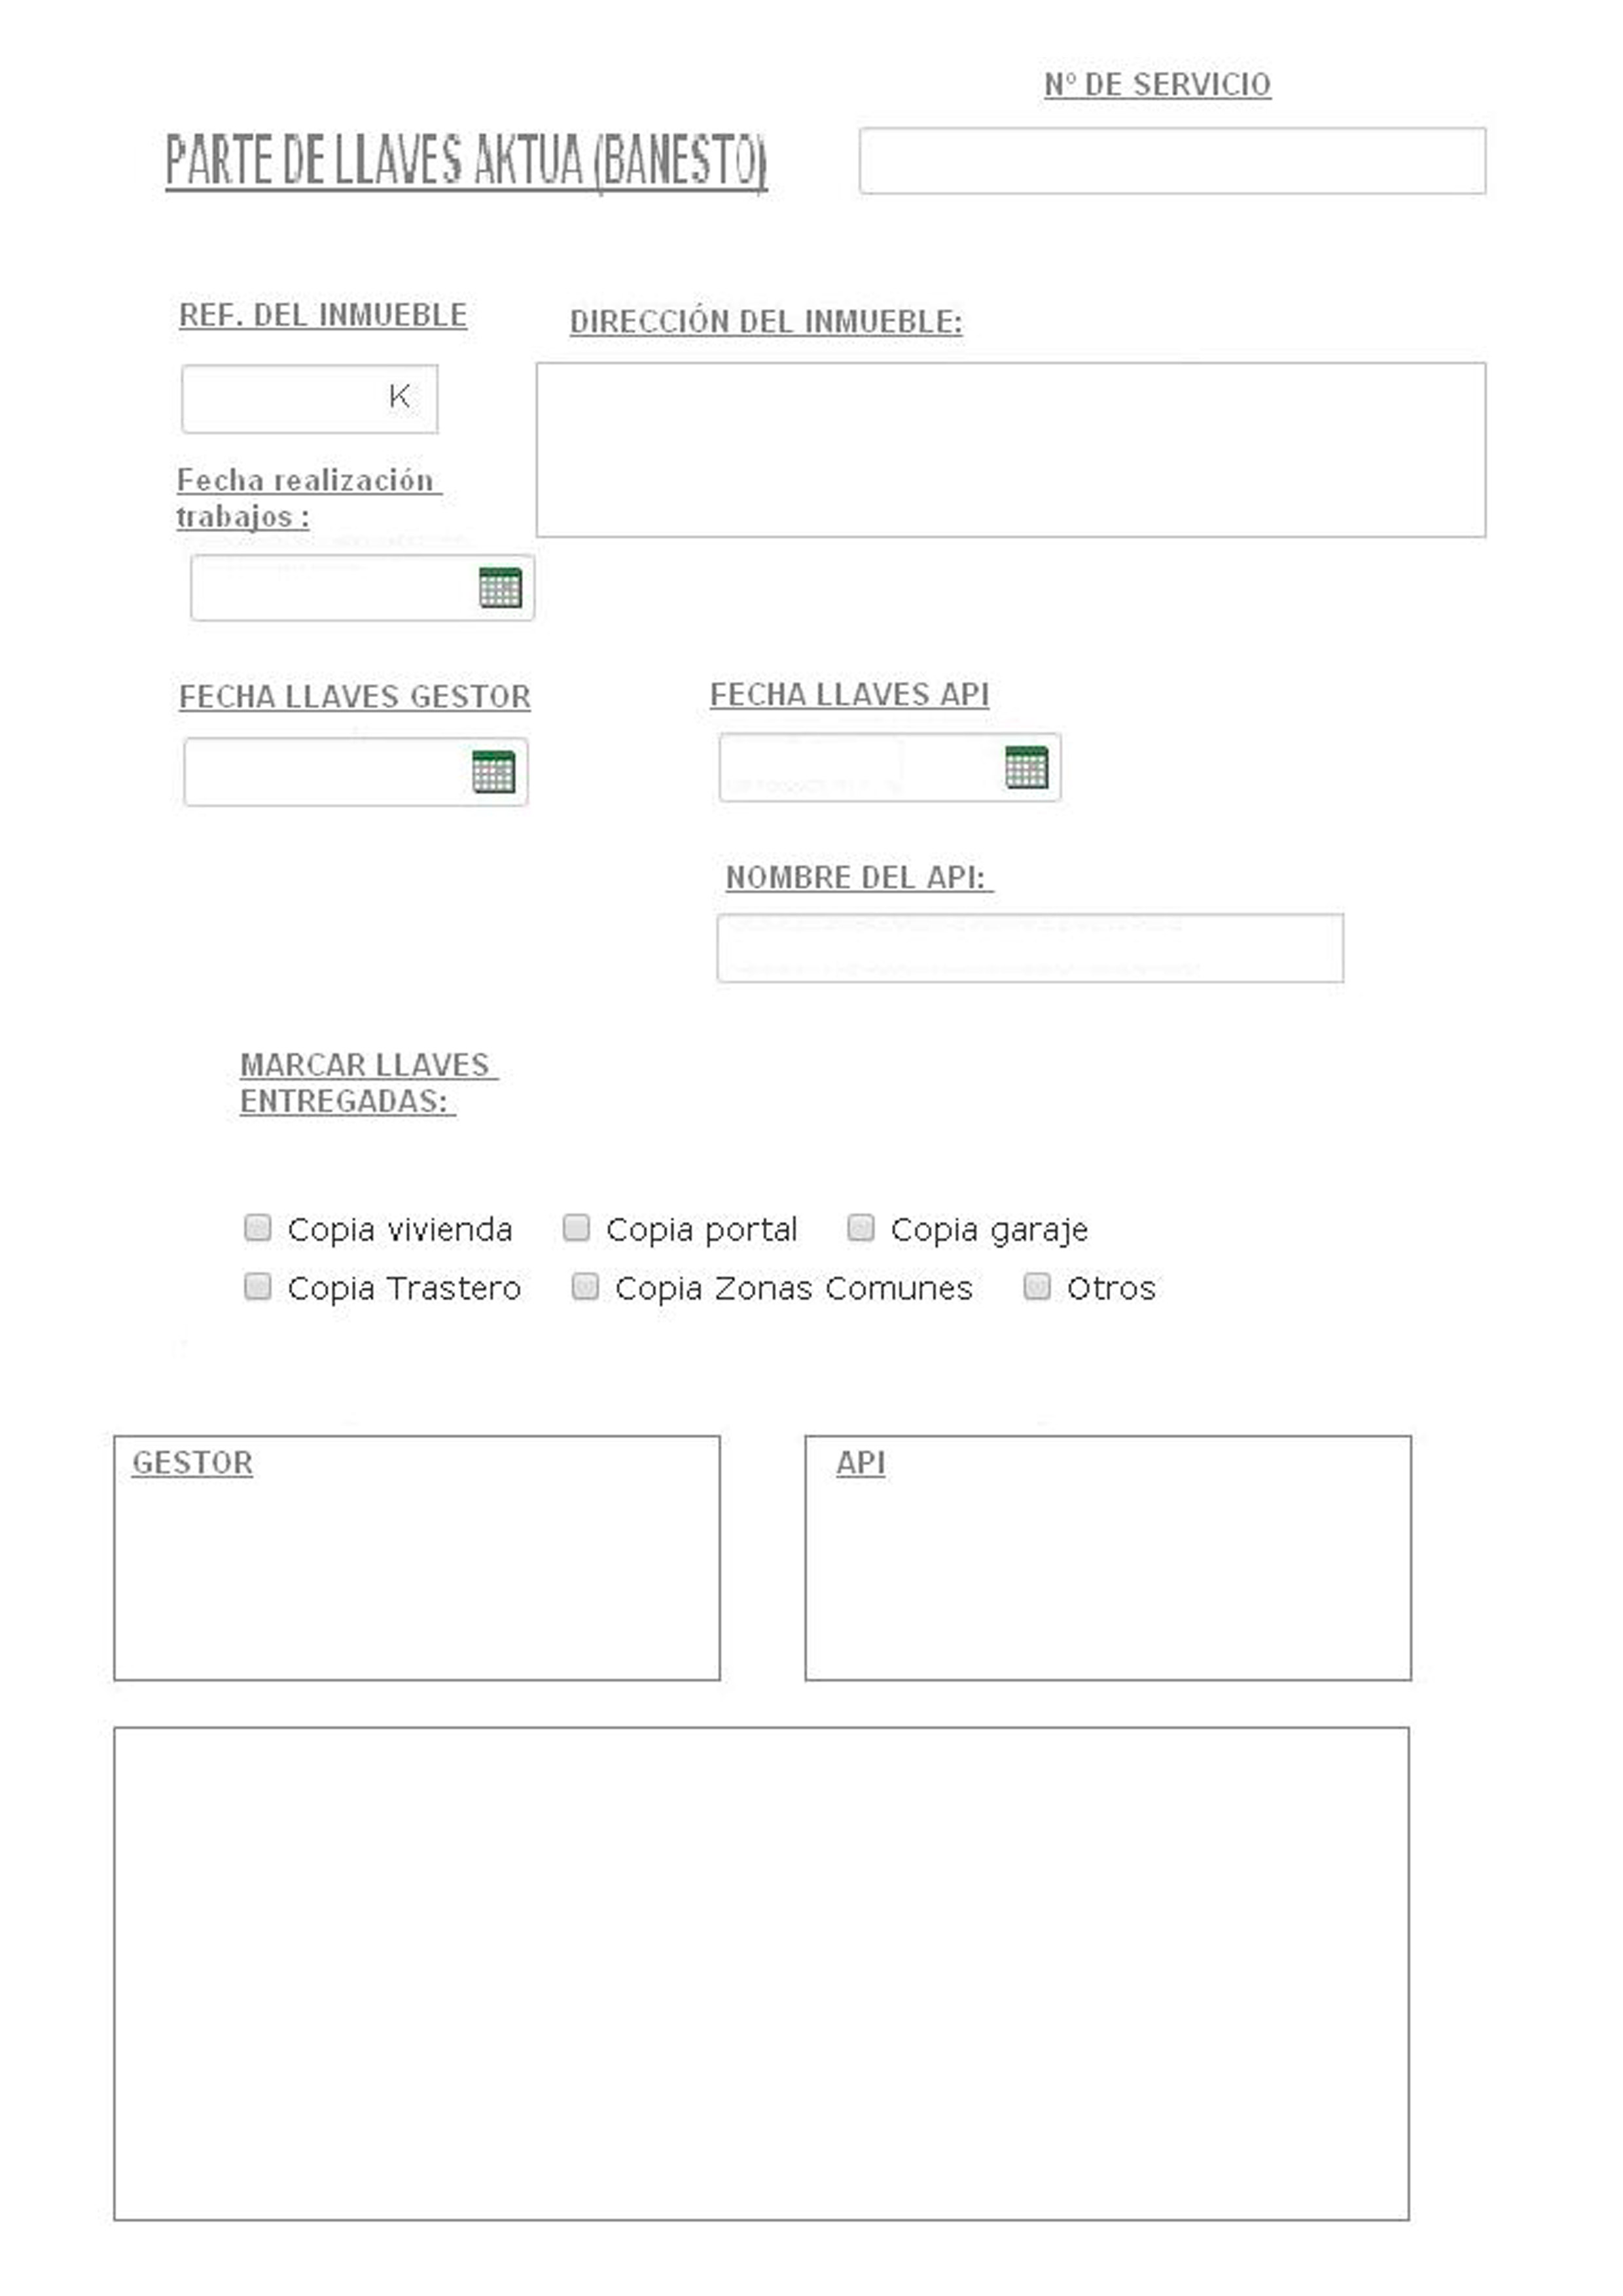 Nº DE SERVICIO
PARTE DE LLAVES AKTUA (BANESTO)
REF. DEL INMUEBLE
DIRECCIÓN DEL INMUEBLE:
K
Fecha realización
trabajos :
FECHA LLAVES GESTOR
FECHA LLAVES API
NOMBRE DEL API:
MARCAR LLAVES
ENTREGADAS:
Copia vivienda Copia portal Copia garaje
Copia Trastero Copia Zonas Comunes Otros
GESTOR
API